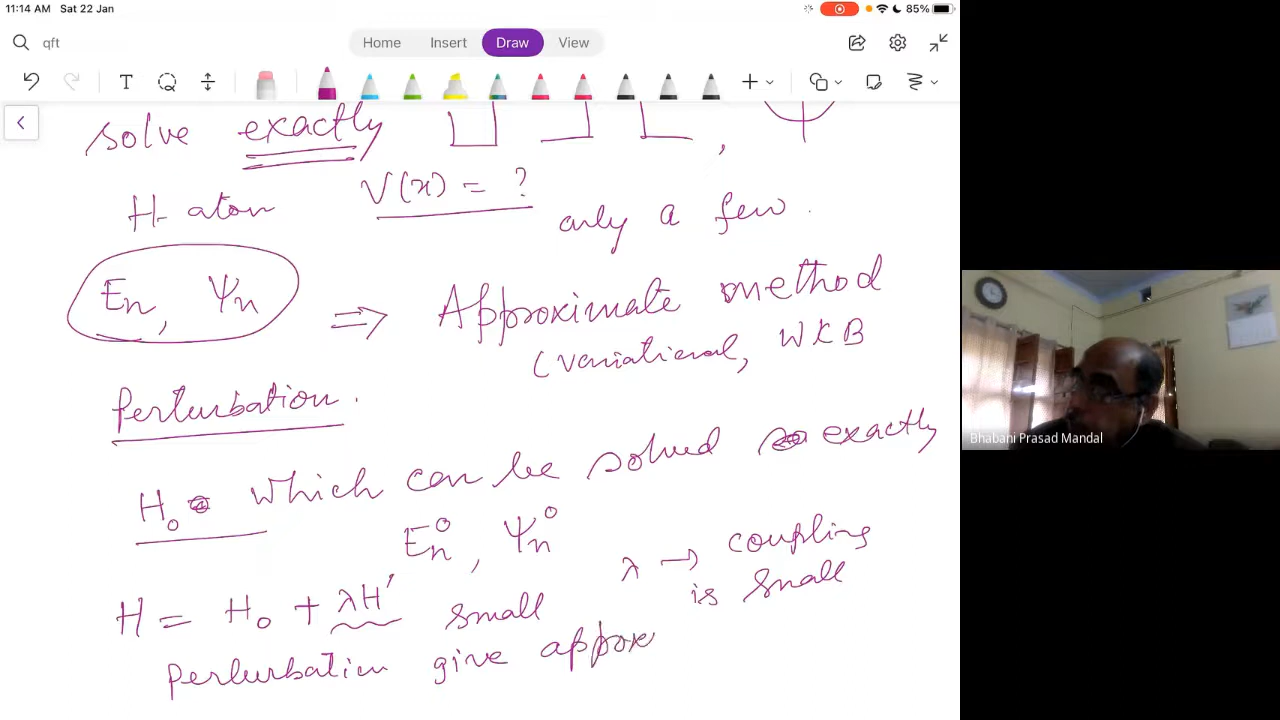 11:14 AM Sat 22 Jan 85%
qft Home Insert Draw View
solve exactly ,
H atom V(x) = ? only a few .
En, Ψn ⇒ Approximate method
(variational, WKB
Perturbation .
H0 which can be solved exactly
En⁰, Ψn⁰
λ → coupling is small
H = H0 + λH′ small
Perturbation give approx
Bhabani Prasad Mandal